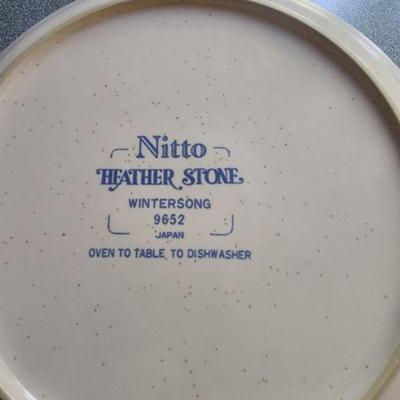 Nitto
HEATHER STONE
WINTERSONG
9652
JAPAN
OVEN TO TABLE TO DISHWASHER